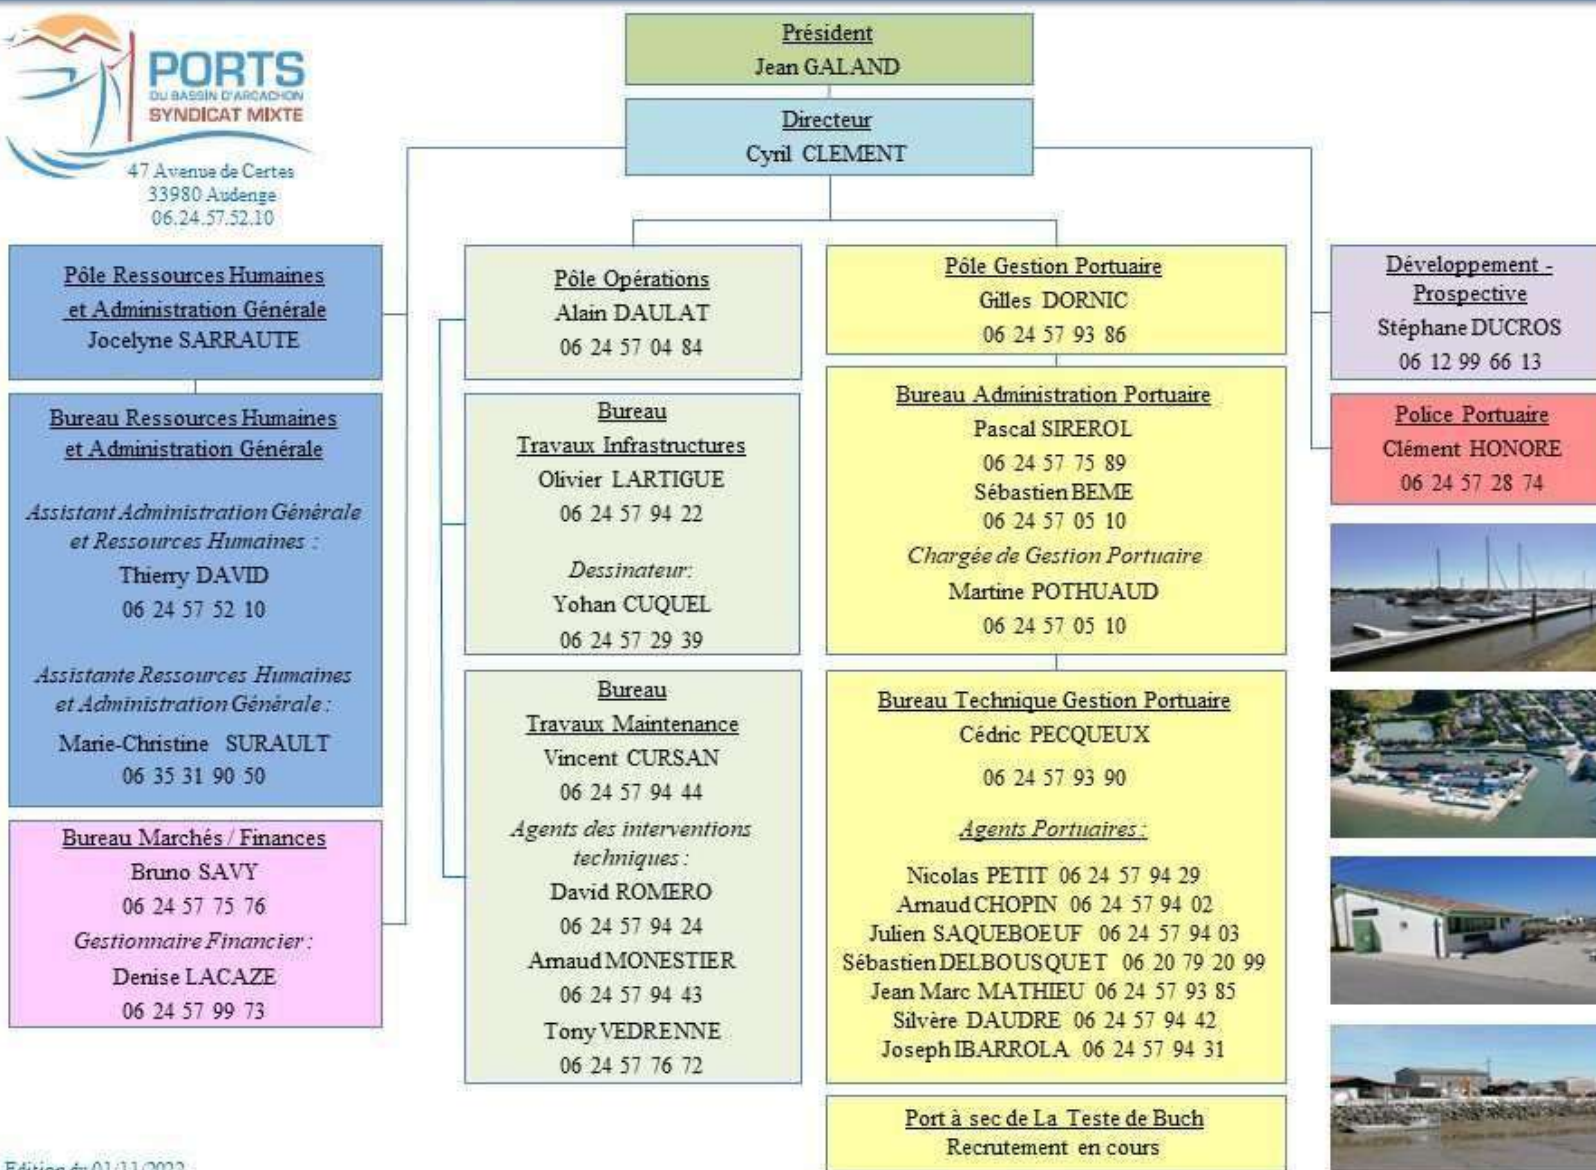 PORTS
DU BASSIN D'ARCACHON
SYNDICAT MIXTE
47 Avenue de Certes
33980 Audenge
06.24.57.52.10
Président
Jean GALAND
Directeur
Cyril CLEMENT
Pôle Ressources Humaines
et Administration Générale
Jocelyne SARRAUTE
Bureau Ressources Humaines
et Administration Générale
Assistant Administration Générale
et Ressources Humaines :
Thierry DAVID
06 24 57 52 10
Assistante Ressources Humaines
et Administration Générale :
Marie-Christine SURAULT
06 35 31 90 50
Bureau Marchés / Finances
Bruno SAVY
06 24 57 75 76
Gestionnaire Financier :
Denise LACAZE
06 24 57 99 73
Pôle Opérations
Alain DAULAT
06 24 57 04 84
Bureau
Travaux Infrastructures
Olivier LARTIGUE
06 24 57 94 22
Dessinateur:
Yohan CUQUEL
06 24 57 29 39
Bureau
Travaux Maintenance
Vincent CURSAN
06 24 57 94 44
Agents des interventions
techniques :
David ROMERO
06 24 57 94 24
Arnaud MONESTIER
06 24 57 94 43
Tony VEDRENNE
06 24 57 76 72
Pôle Gestion Portuaire
Gilles DORNIC
06 24 57 93 86
Bureau Administration Portuaire
Pascal SIREROL
06 24 57 75 89
Sébastien BEME
06 24 57 05 10
Chargée de Gestion Portuaire
Martine POTHUAUD
06 24 57 05 10
Bureau Technique Gestion Portuaire
Cédric PECQUEUX
06 24 57 93 90
Agents Portuaires :
Nicolas PETIT 06 24 57 94 29
Arnaud CHOPIN 06 24 57 94 02
Julien SAQUEBOEUF 06 24 57 94 03
Sébastien DELBOUSQUET 06 20 79 20 99
Jean Marc MATHIEU 06 24 57 93 85
Silvère DAUDRE 06 24 57 94 42
Joseph IBARROLA 06 24 57 94 31
Port à sec de La Teste de Buch
Recrutement en cours
Développement -
Prospective
Stéphane DUCROS
06 12 99 66 13
Police Portuaire
Clément HONORE
06 24 57 28 74
Edition du 01/11/2022